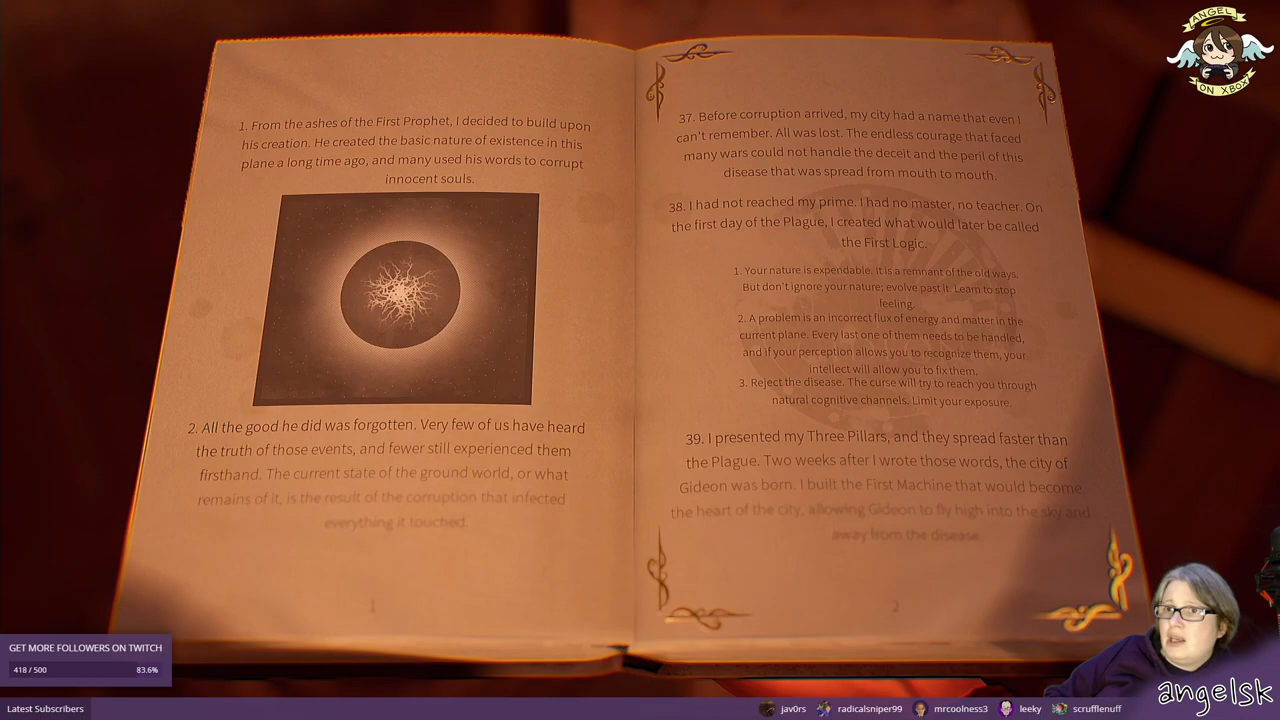 ANGEL
ON XBOX
1. From the ashes of the First Prophet, I decided to build upon
his creation. He created the basic nature of existence in this
plane a long time ago, and many used his words to corrupt
innocent souls.
2. All the good he did was forgotten. Very few of us have heard
the truth of those events, and fewer still experienced them
firsthand. The current state of the ground world, or what
remains of it, is the result of the corruption that infected
everything it touched.
1
37. Before corruption arrived, my city had a name that even I
can't remember. All was lost. The endless courage that faced
many wars could not handle the deceit and the peril of this
disease that was spread from mouth to mouth.
38. I had not reached my prime. I had no master, no teacher. On
the first day of the Plague, I created what would later be called
the First Logic.
1. Your nature is expendable. It is a remnant of the old ways.
But don't ignore your nature; evolve past it. Learn to stop
feeling.
2. A problem is an incorrect flux of energy and matter in the
current plane. Every last one of them needs to be handled,
and if your perception allows you to recognize them, your
intellect will allow you to fix them.
3. Reject the disease. The curse will try to reach you through
natural cognitive channels. Limit your exposure.
39. I presented my Three Pillars, and they spread faster than
the Plague. Two weeks after I wrote those words, the city of
Gideon was born. I built the First Machine that would become
the heart of the city, allowing Gideon to fly high into the sky and
away from the disease.
2
GET MORE FOLLOWERS ON TWITCH
418 / 500 83.6%
angelsk
Latest Subscribers jav0rs radicalsniper99 mrcoolness3 leeky scrufflenuff